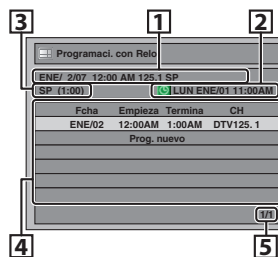 3 1 2
Programaci. con Relo
ENE/ 2/07 12:00 AM 125.1 SP
SP (1:00) LUN ENE/01 11:00AM
Fcha Empieza Termina CH
ENE/02 12:00AM 1:00AM DTV125. 1
Prog. nuevo
1/1
4 5